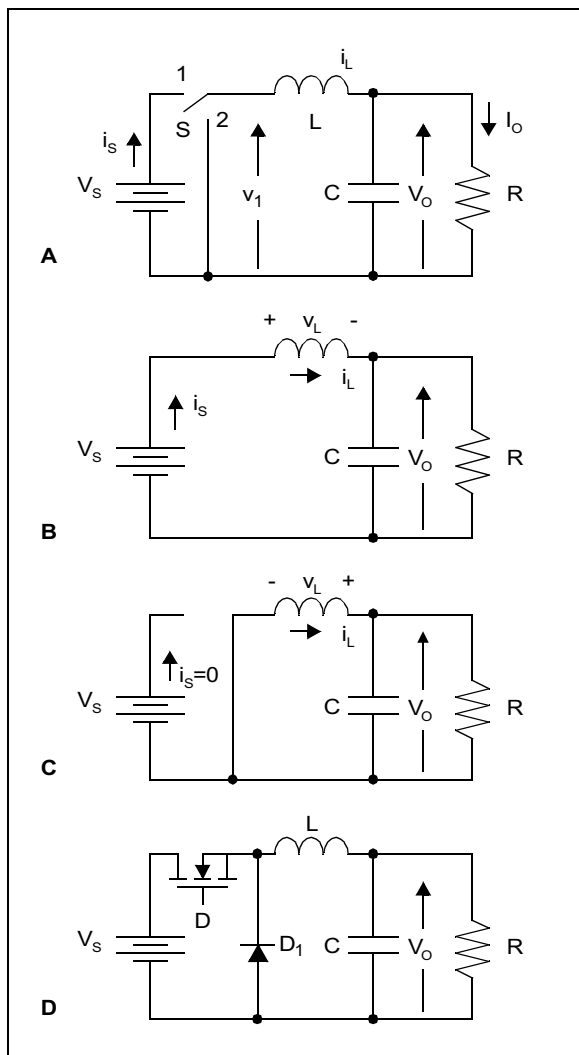 i_L
1
S
2
L
I_O
i_S
V_S
v_1
C
V_O
R
A
+ v_L -
i_L
i_S
V_S
C
V_O
R
B
- v_L +
i_L
i_S=0
V_S
C
V_O
R
C
L
D
V_S
D_1
C
V_O
R
D